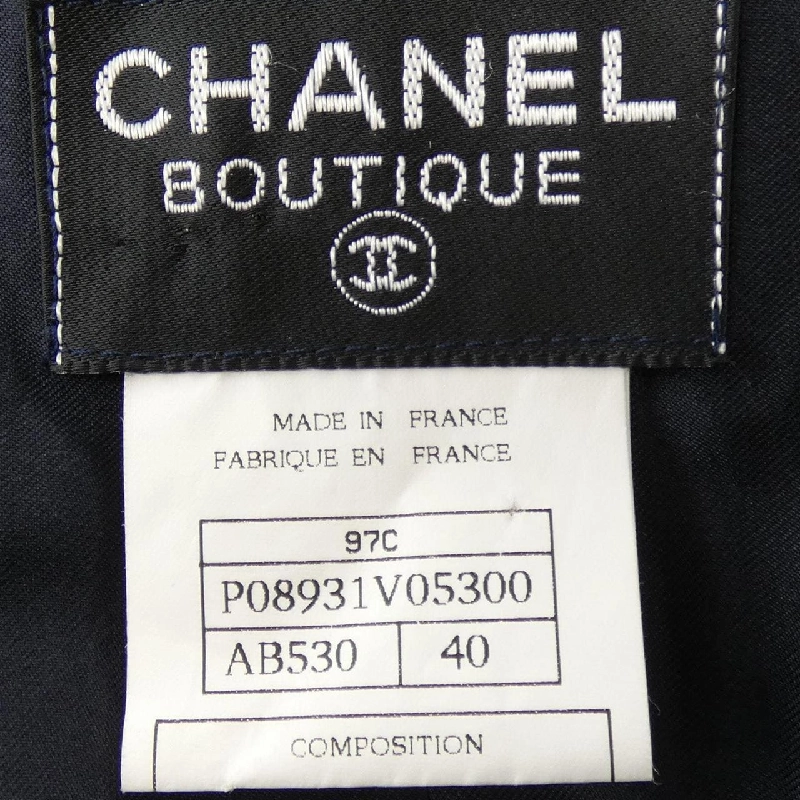 CHANEL
BOUTIQUE
MADE IN FRANCE
FABRIQUE EN FRANCE
97C
P08931V05300
AB530 40
COMPOSITION